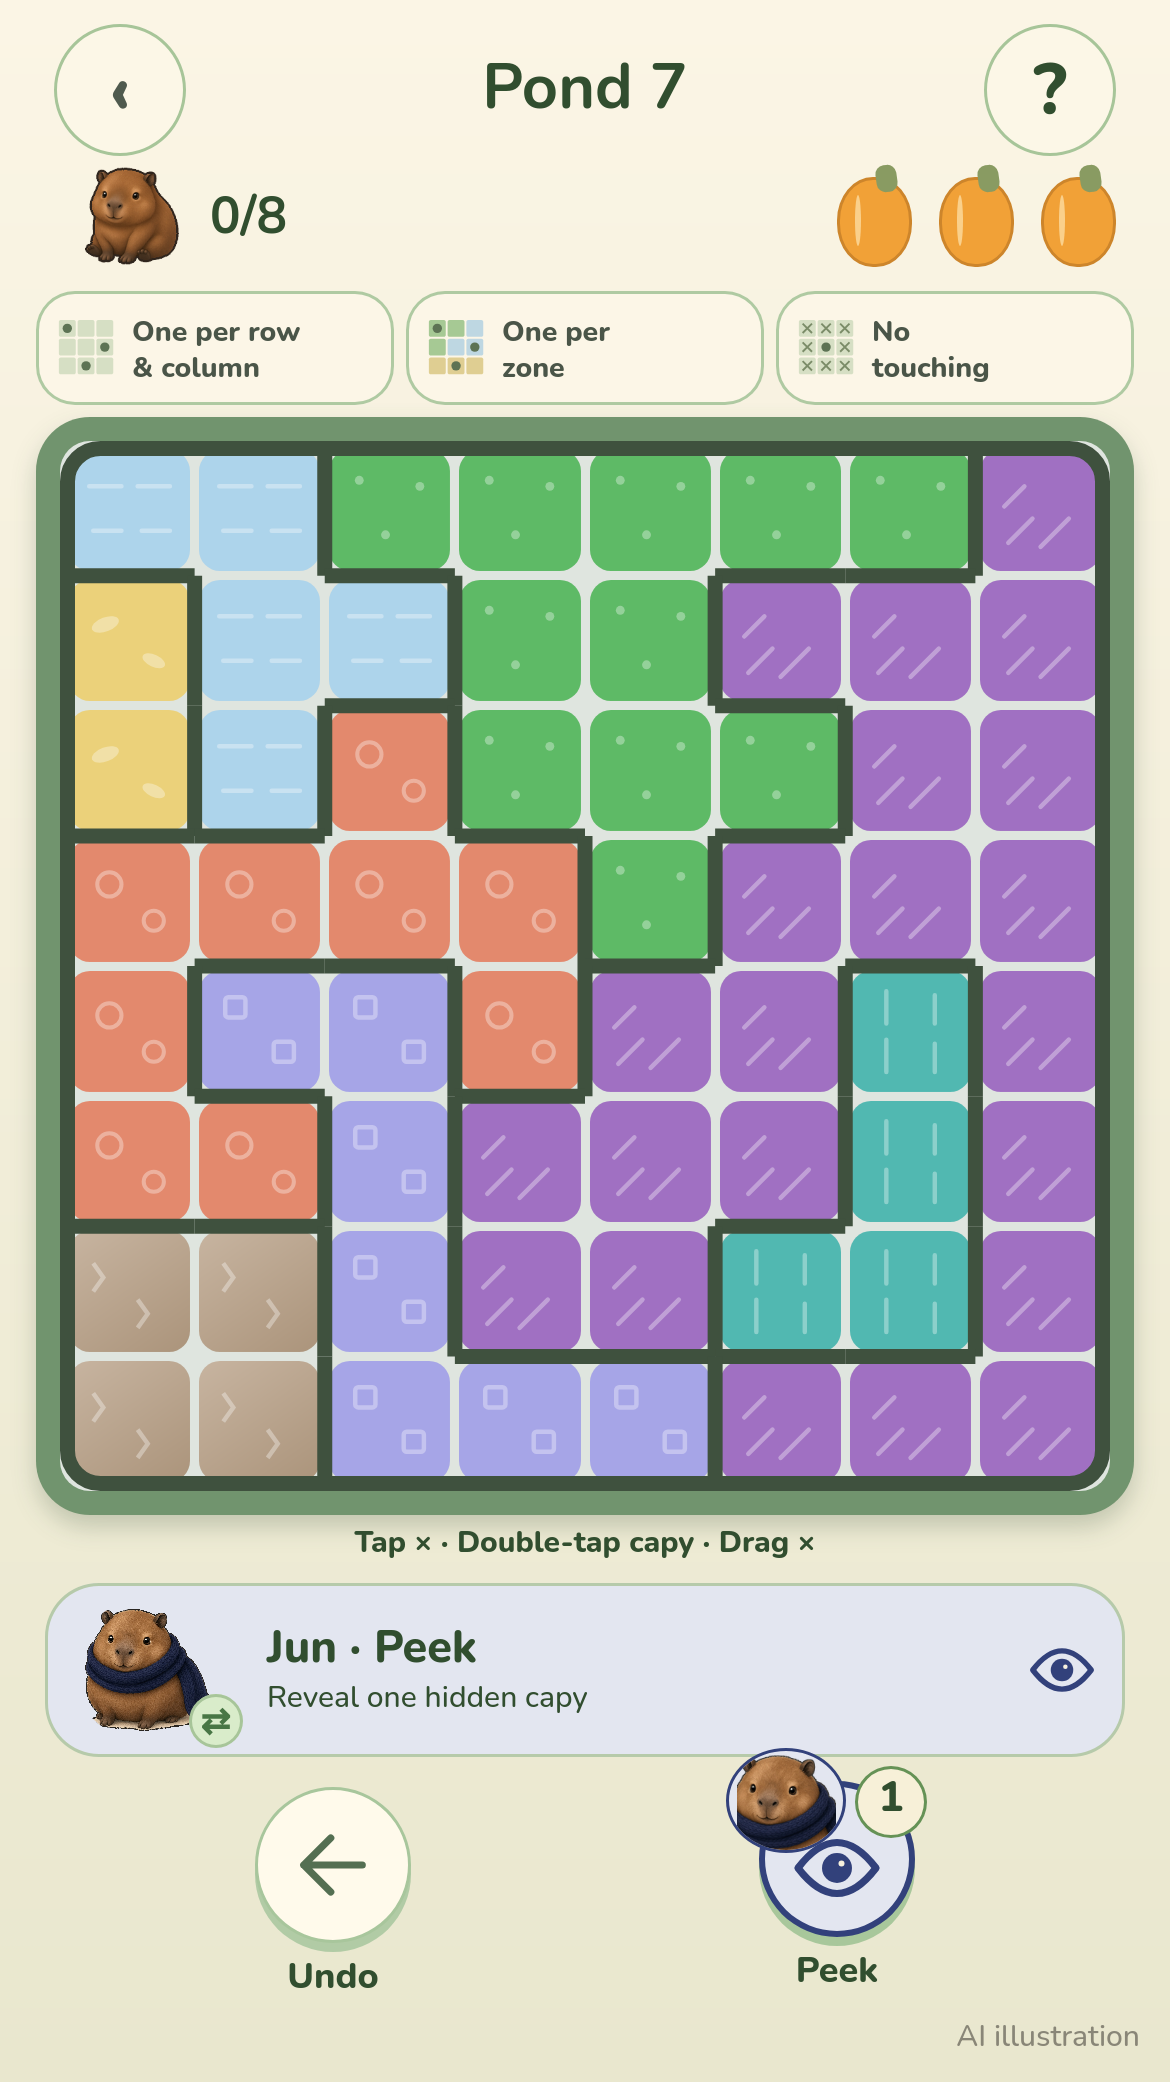 ‹
Pond 7
?
0/8
One per row
& column
One per
zone
No
touching
Tap × · Double-tap capy · Drag ×
Jun · Peek
Reveal one hidden capy
1
Undo
Peek
AI illustration